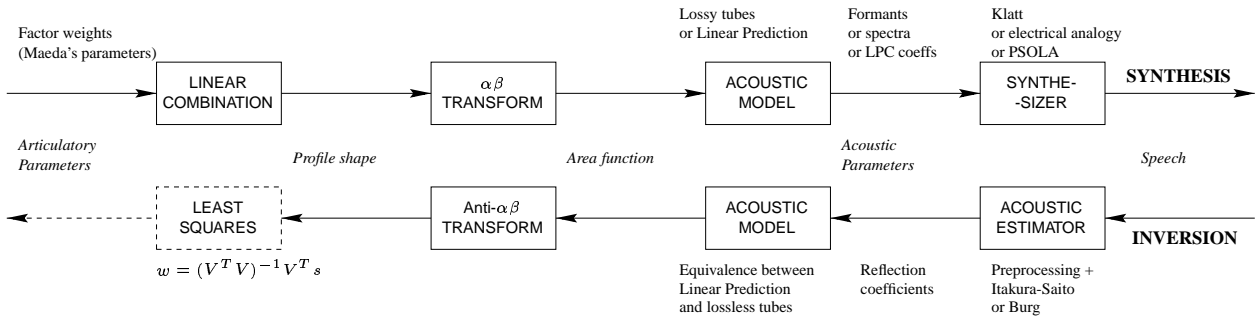 Factor weights
(Maeda's parameters)
Lossy tubes
or Linear Prediction
Formants
or spectra
or LPC coeffs
Klatt
or electrical analogy
or PSOLA
LINEAR
COMBINATION
αβ
TRANSFORM
ACOUSTIC
MODEL
SYNTHE-
-SIZER
SYNTHESIS
Articulatory
Parameters
Profile shape
Area function
Acoustic
Parameters
Speech
LEAST
SQUARES
Anti-αβ
TRANSFORM
ACOUSTIC
MODEL
ACOUSTIC
ESTIMATOR
INVERSION
w = (V^T V)^{-1} V^T s
Equivalence between
Linear Prediction
and lossless tubes
Reflection
coefficients
Preprocessing +
Itakura-Saito
or Burg